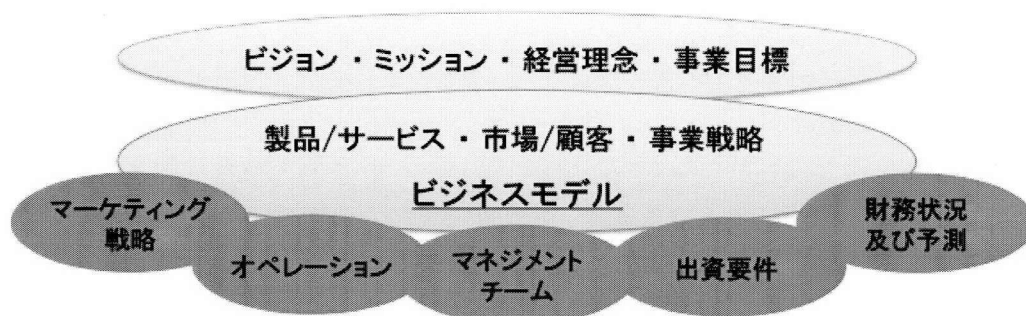 ビジョン ・ ミッション ・ 経営理念 ・ 事業目標
製品/サービス ・ 市場/顧客 ・ 事業戦略
ビジネスモデル
マーケティング
戦略
オペレーション
マネジメント
チーム
出資要件
財務状況
及び予測